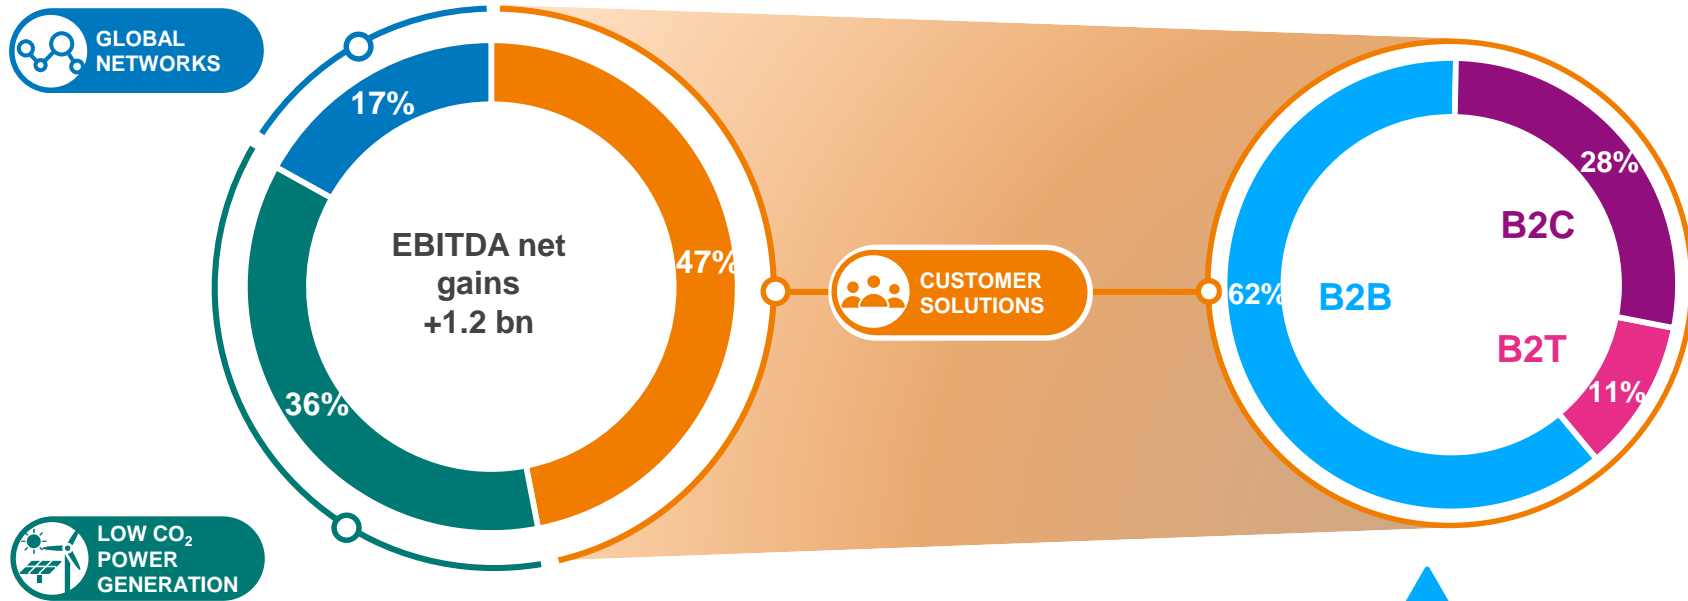 GLOBAL
NETWORKS
17%
EBITDA net
gains
+1.2 bn
47%
36%
LOW CO₂
POWER
GENERATION
CUSTOMER
SOLUTIONS
28%
B2C
62%
B2B
B2T
11%